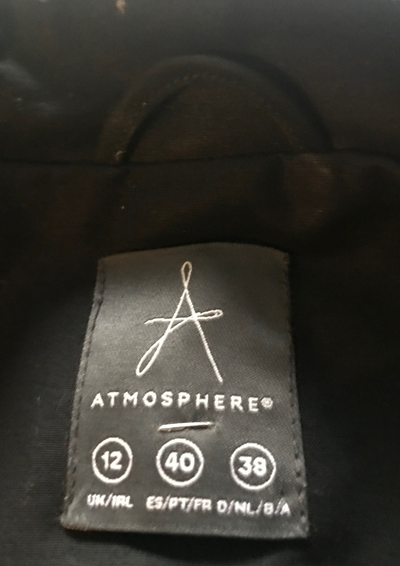 ATMOSPHERE®
12 40 38
UK/IRL ES/PT/FR D/NL/B/A